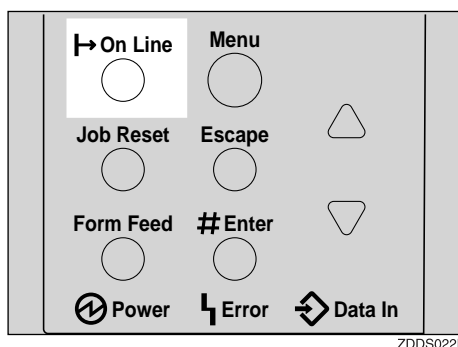 On Line Menu
Job Reset Escape
Form Feed # Enter
Power Error Data In